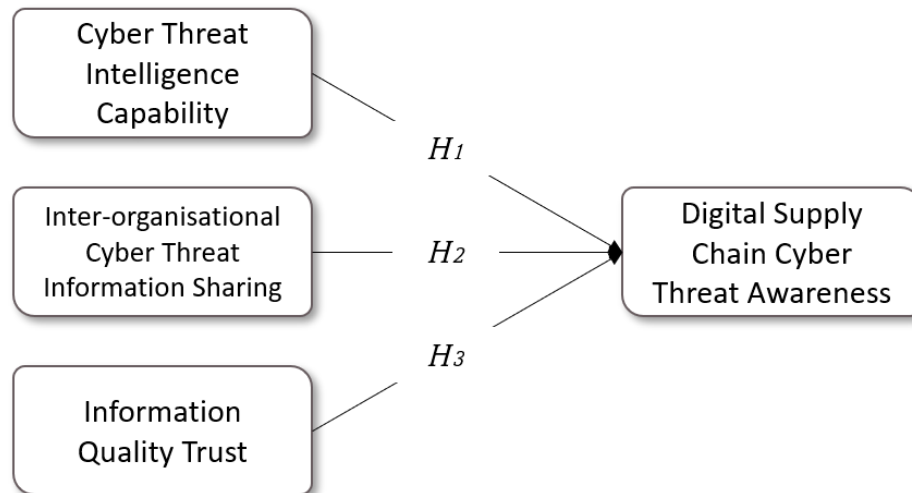 Cyber Threat
Intelligence
Capability
H1
Inter-organisational
Cyber Threat
Information Sharing
H2
Digital Supply
Chain Cyber
Threat Awareness
H3
Information
Quality Trust